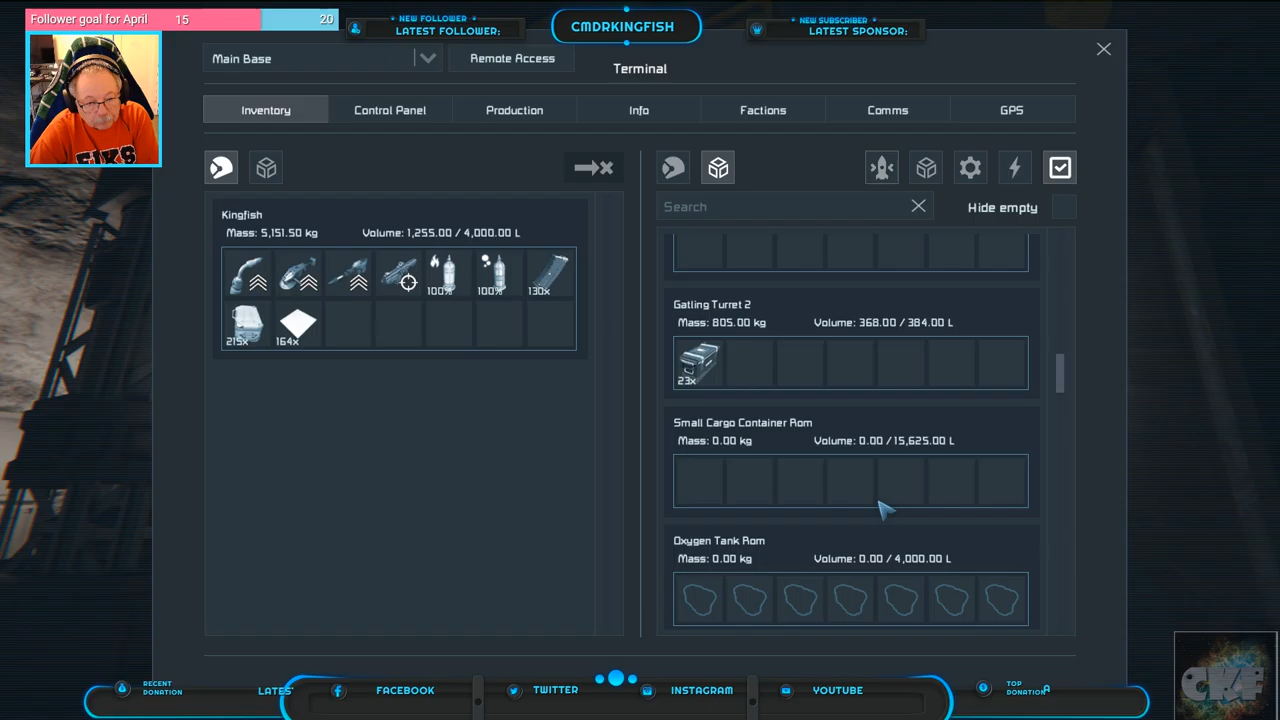 Follower goal for April 15 20
NEW FOLLOWER
LATEST FOLLOWER:
CMDRKINGFISH
NEW SUBSCRIBER
LATEST SPONSOR:
Main Base
Remote Access
Terminal
Inventory
Control Panel
Production
Info
Factions
Comms
GPS
Search
Hide empty
Kingfish
Mass: 5,151.50 kg Volume: 1,255.00 / 4,000.00 L
100%
100%
130x
215x
164x
Gatling Turret 2
Mass: 805.00 kg Volume: 368.00 / 384.00 L
23x
Small Cargo Container Rom
Mass: 0.00 kg Volume: 0.00 / 15,625.00 L
Oxygen Tank Rom
Mass: 0.00 kg Volume: 0.00 / 4,000.00 L
RECENT
DONATION
LATES
FACEBOOK
TWITTER
INSTAGRAM
YOUTUBE
TOP
DONATION
A
CKF